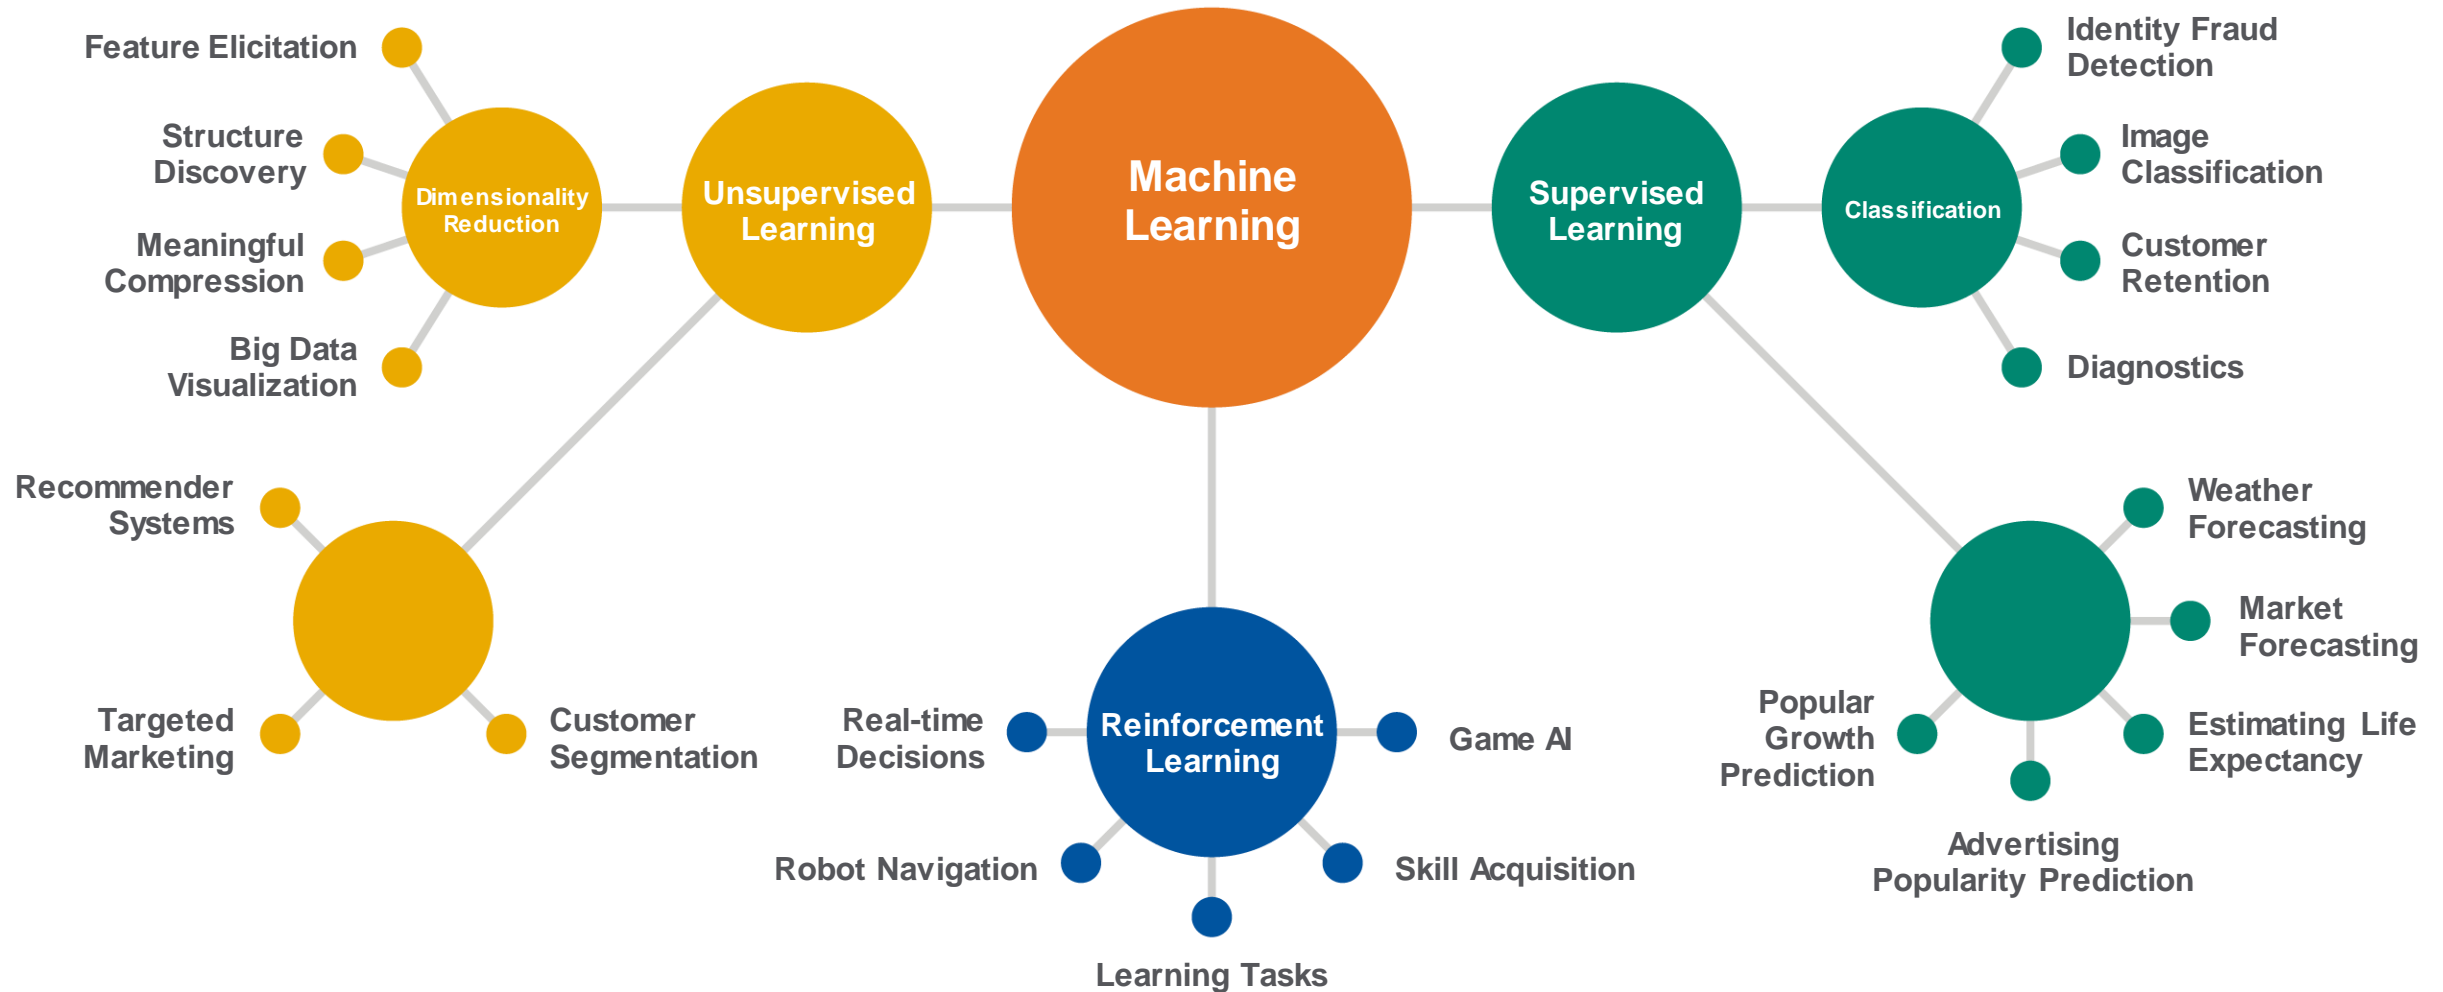 Feature Elicitation
Structure
Discovery
Meaningful
Compression
Big Data
Visualization
Dimensionality
Reduction
Unsupervised
Learning
Recommender
Systems
Targeted
Marketing
Customer
Segmentation
Machine
Learning
Supervised
Learning
Classification
Identity Fraud
Detection
Image
Classification
Customer
Retention
Diagnostics
Weather
Forecasting
Market
Forecasting
Estimating Life
Expectancy
Advertising
Popularity Prediction
Popular
Growth
Prediction
Reinforcement
Learning
Real-time
Decisions
Robot Navigation
Learning Tasks
Skill Acquisition
Game AI